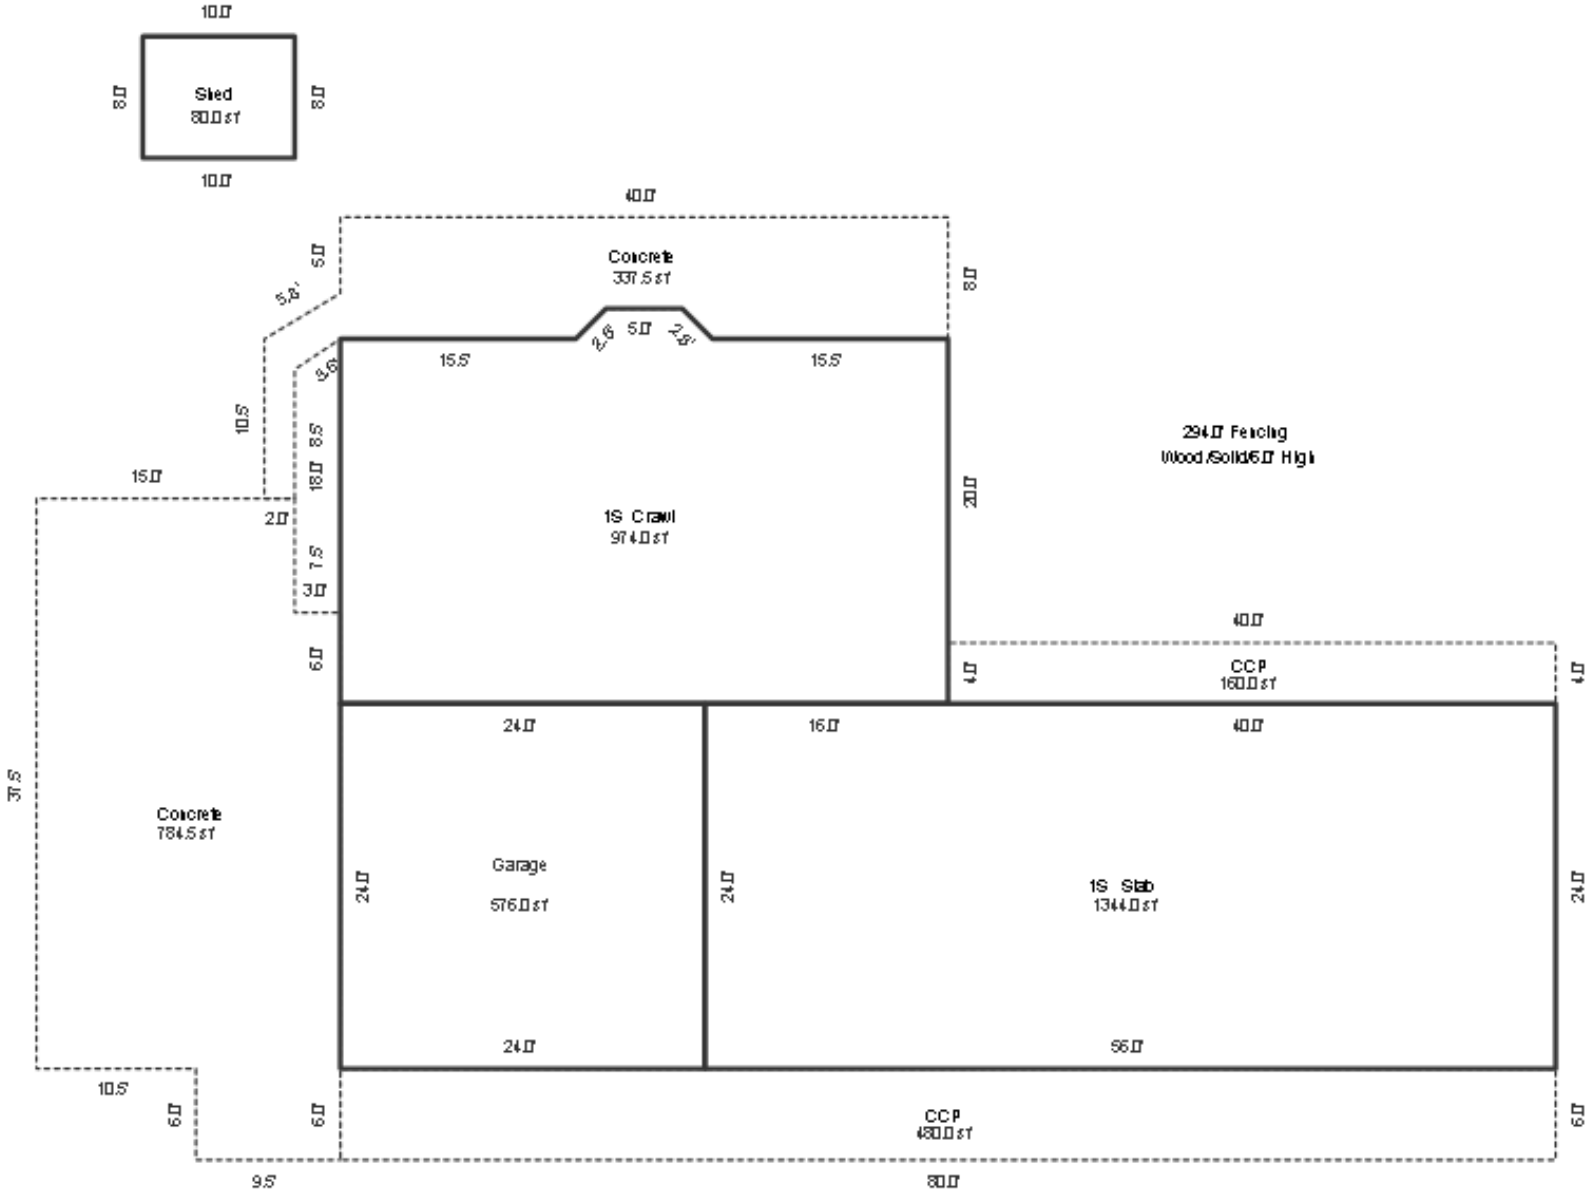 10.0'
8.0'
Shed
80.0 sf
8.0'
10.0'
40.0'
5.0'
Concrete
337.5 sf
8.0'
5.8'
2.8'
5.0'
2.8'
15.5'
15.5'
3.6'
10.5'
8.5'
18.0'
15.0'
2.0'
7.5'
3.0'
6.0'
1S Crawl
974.0 sf
20.0'
294.0' Fencing
Wood/Solid/6.0' High
40.0'
4.0'
CCP
160.0 sf
4.0'
24.0'
16.0'
40.0'
37.5'
Concrete
784.5 sf
24.0'
Garage
576.0 sf
24.0'
1S Slab
1344.0 sf
24.0'
24.0'
56.0'
10.5'
6.0'
6.0'
CCP
480.0 sf
6.0'
9.5'
80.0'